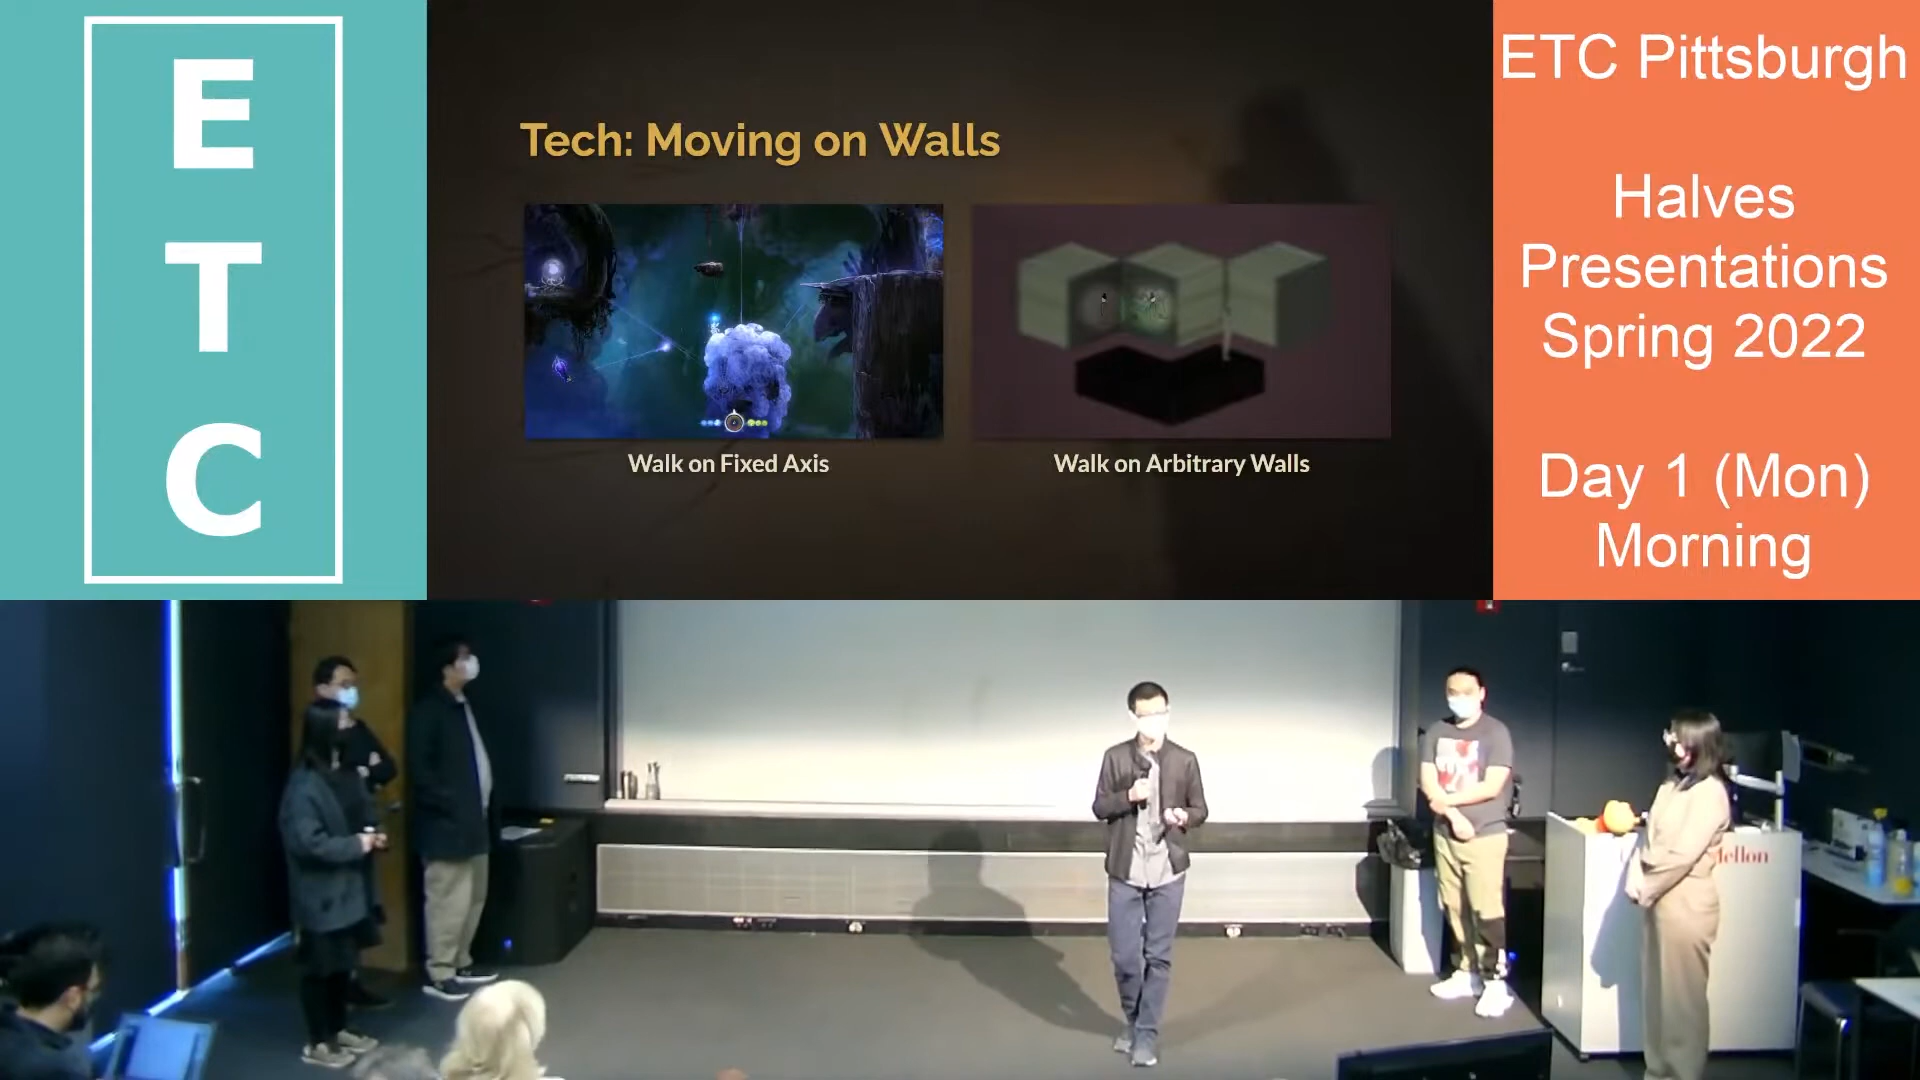 E
T
C
Tech: Moving on Walls
Walk on Fixed Axis
Walk on Arbitrary Walls
ETC Pittsburgh
Halves
Presentations
Spring 2022
Day 1 (Mon)
Morning
Mellon